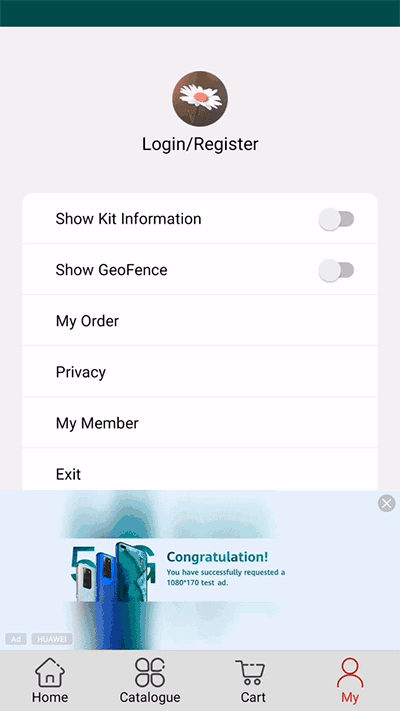 Login/Register
Show Kit Information
Show GeoFence
My Order
Privacy
My Member
Exit
5G
Congratulation!
You have successfully requested a
1080*170 test ad.
Ad HUAWEI
Home Catalogue Cart My